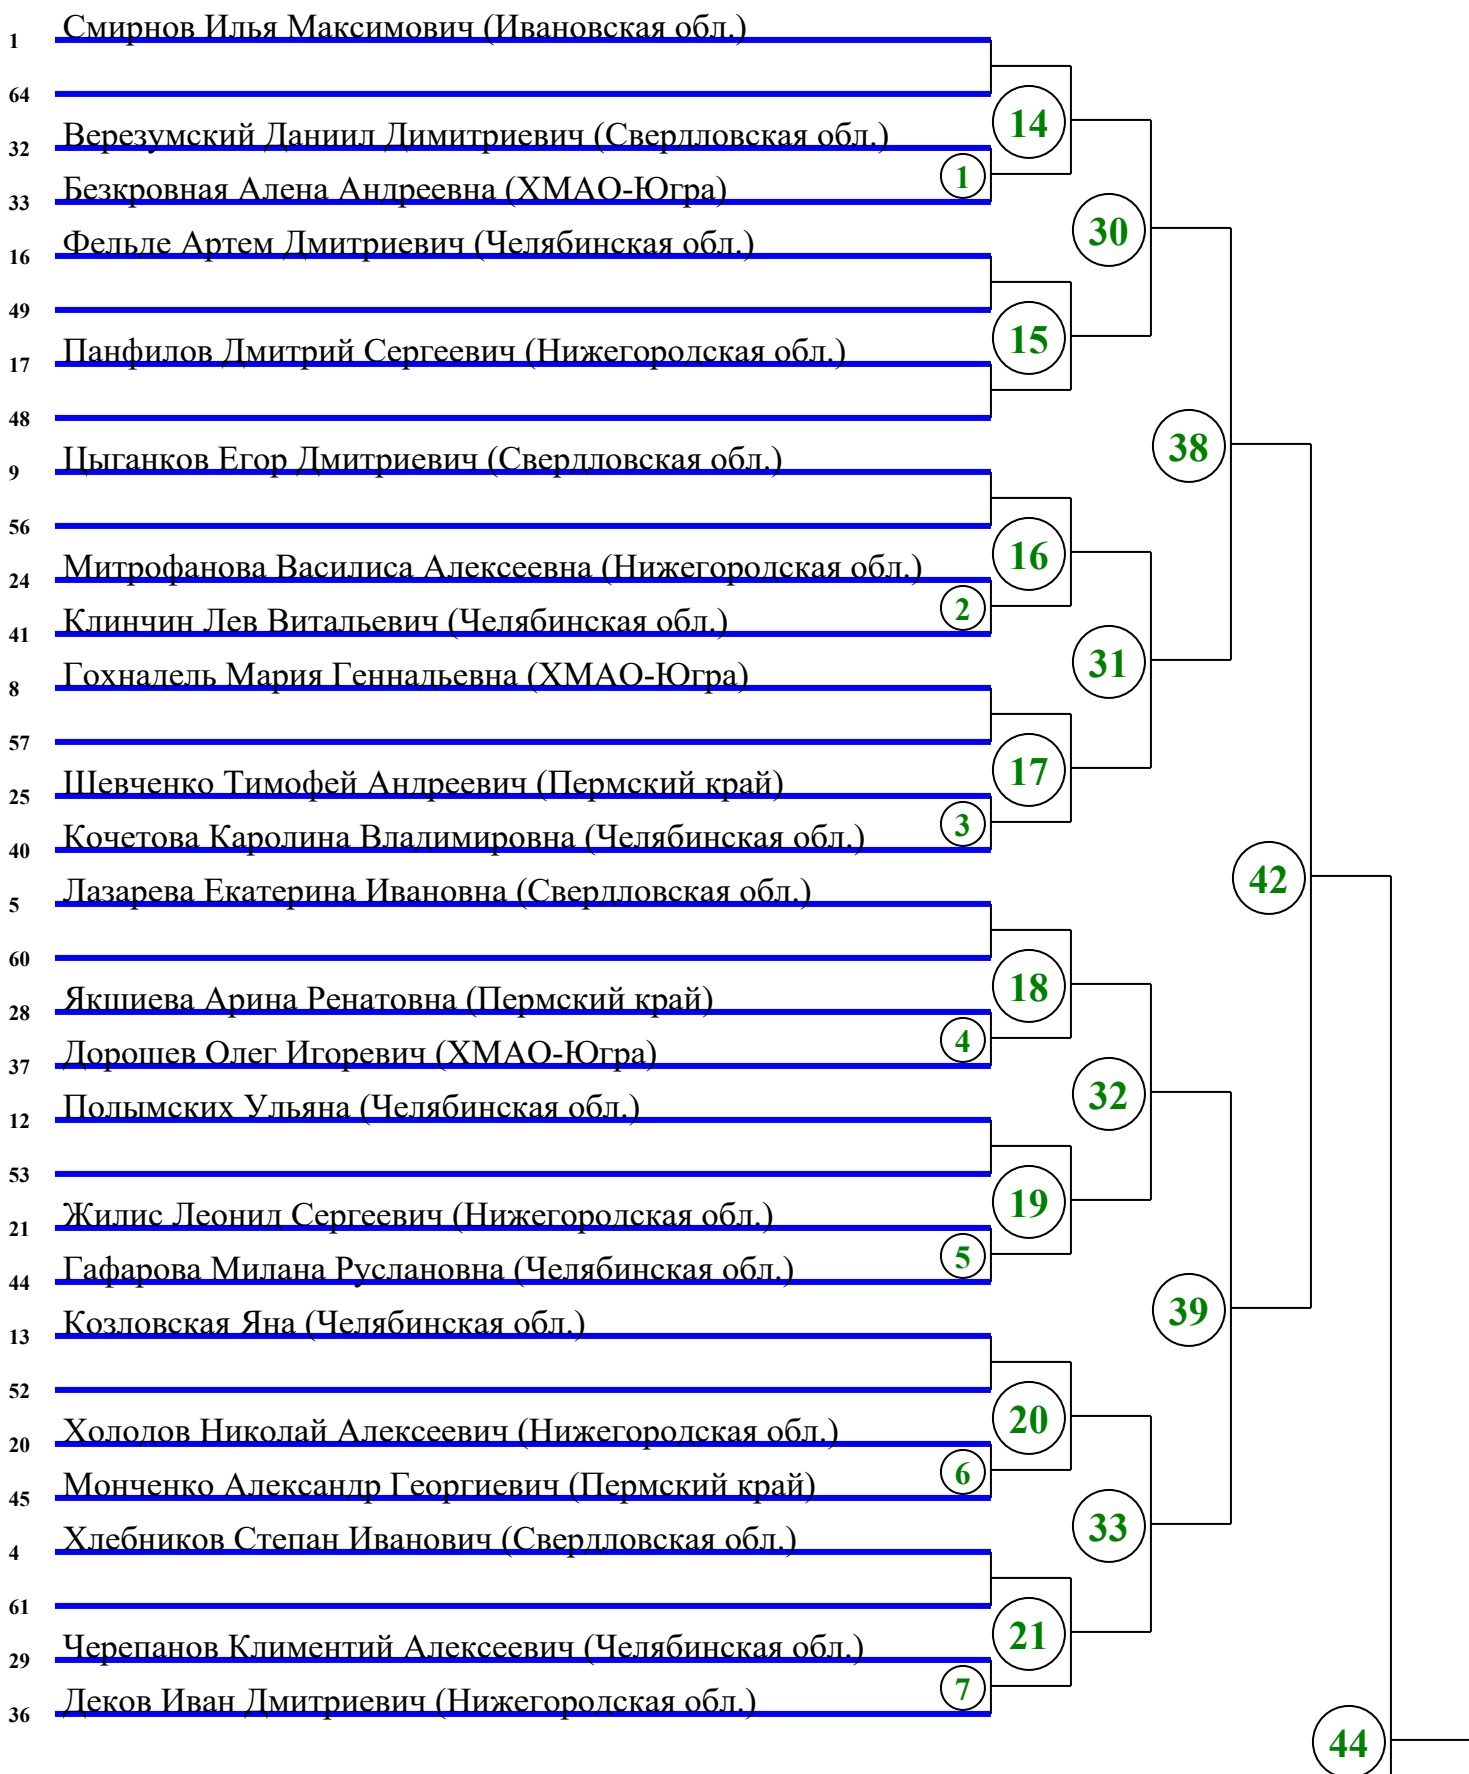 1 Смирнов Илья Максимович (Ивановская обл.)
64
14
32 Верезумский Даниил Димитриевич (Свердловская обл.)
1
33 Безкровная Алена Андреевна (ХМАО-Югра)
30
16 Фельде Артем Дмитриевич (Челябинская обл.)
49
15
17 Панфилов Дмитрий Сергеевич (Нижегородская обл.)
48
38
9 Цыганков Егор Дмитриевич (Свердловская обл.)
56
16
24 Митрофанова Василиса Алексеевна (Нижегородская обл.)
2
41 Клинчин Лев Витальевич (Челябинская обл.)
31
8 Гохнадель Мария Геннадьевна (ХМАО-Югра)
57
17
25 Шевченко Тимофей Андреевич (Пермский край)
3
40 Кочетова Каролина Владимировна (Челябинская обл.)
42
5 Лазарева Екатерина Ивановна (Свердловская обл.)
60
18
28 Якшиева Арина Ренатовна (Пермский край)
4
37 Дорошев Олег Игоревич (ХМАО-Югра)
32
12 Полымских Ульяна (Челябинская обл.)
53
19
21 Жилис Леонид Сергеевич (Нижегородская обл.)
5
44 Гафарова Милана Руслановна (Челябинская обл.)
39
13 Козловская Яна (Челябинская обл.)
52
20
20 Холодов Николай Алексеевич (Нижегородская обл.)
6
45 Монченко Александр Георгиевич (Пермский край)
33
4 Хлебников Степан Иванович (Свердловская обл.)
61
21
29 Черепанов Климентий Алексеевич (Челябинская обл.)
7
36 Деков Иван Дмитриевич (Нижегородская обл.)
44